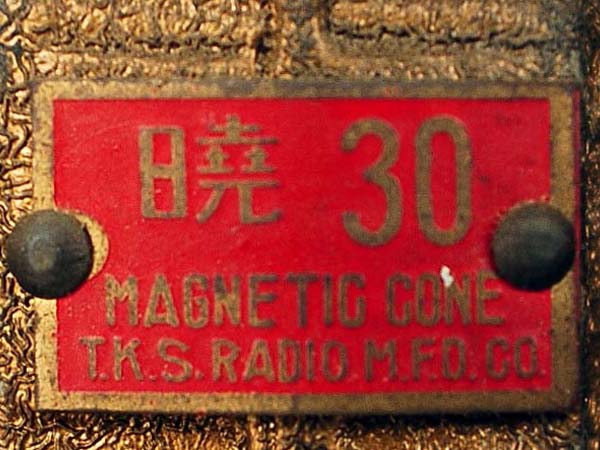 曉 30
MAGNETIC CONE
T.K.S. RADIO. M.F.D. CO.